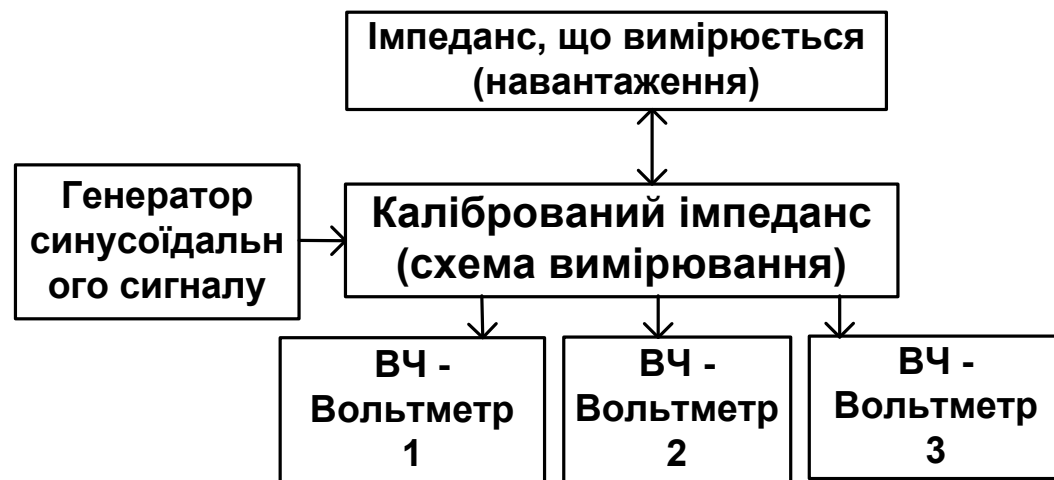 Імпеданс, що вимірюється
(навантаження)
Генератор
синусоїдальн
ого сигналу
Калібрований імпеданс
(схема вимірювання)
ВЧ -
Вольтметр
1
ВЧ -
Вольтметр
2
ВЧ -
Вольтметр
3